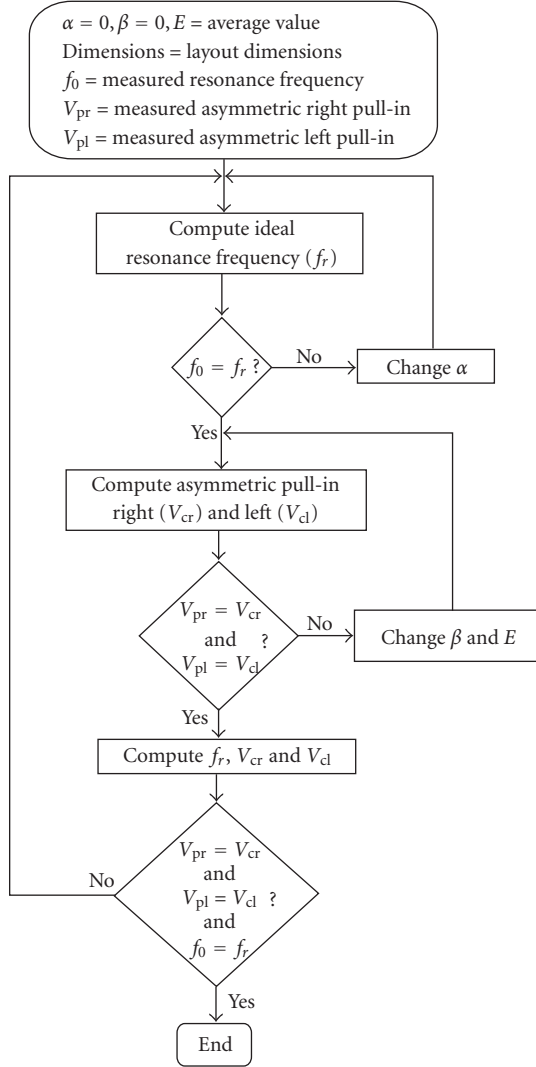 α = 0, β = 0, E = average value
Dimensions = layout dimensions
f₀ = measured resonance frequency
Vpr = measured asymmetric right pull-in
Vpl = measured asymmetric left pull-in
Compute ideal
resonance frequency (fr)
f₀ = fr ?
No
Change α
Yes
Compute asymmetric pull-in
right (Vcr) and left (Vcl)
Vpr = Vcr
and ?
Vpl = Vcl
No
Change β and E
Yes
Compute fr, Vcr and Vcl
Vpr = Vcr
and
Vpl = Vcl ?
and
f₀ = fr
No
Yes
End